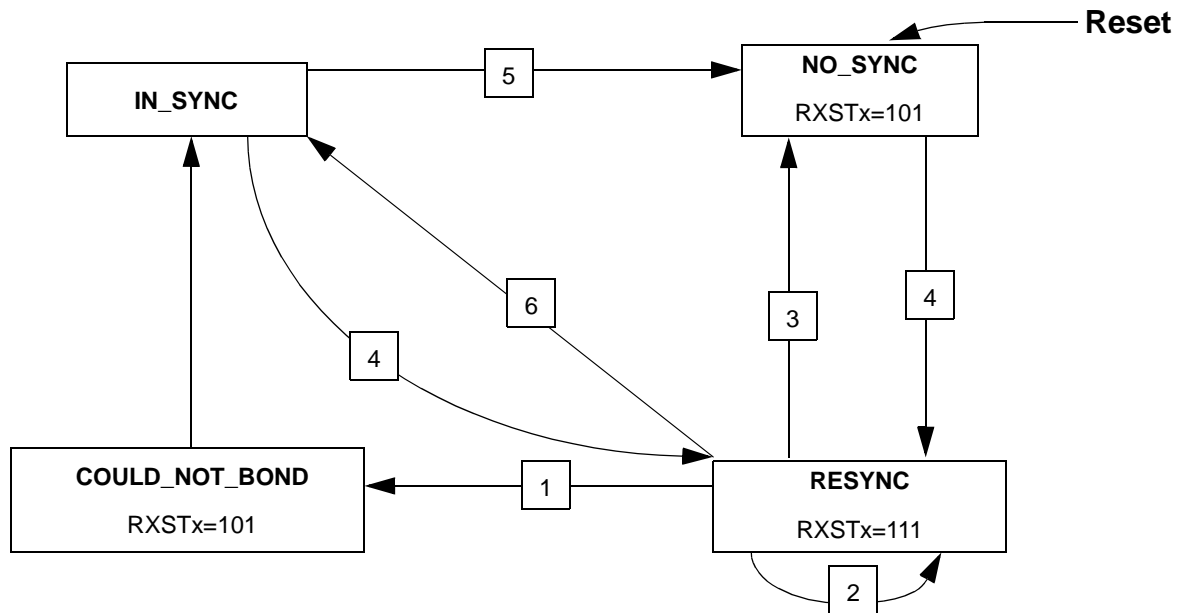 Reset
NO_SYNC
RXSTx=101
5
IN_SYNC
6
3
4
4
COULD_NOT_BOND
RXSTx=101
1
RESYNC
RXSTx=111
2